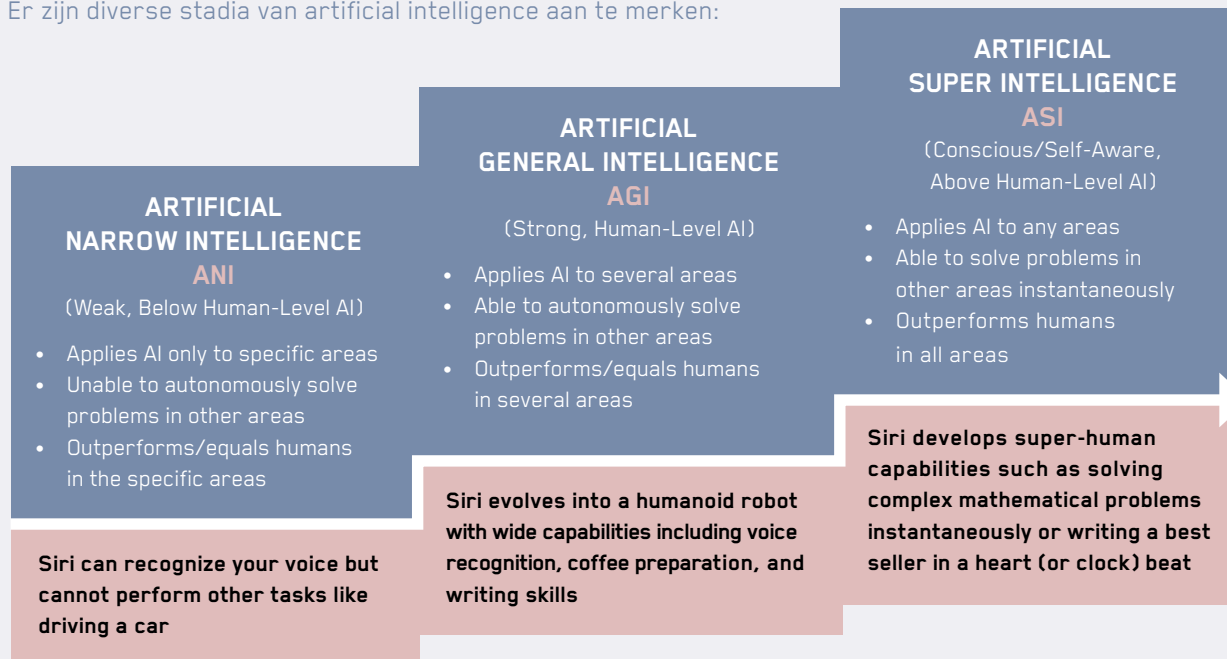 Er zijn diverse stadia van artificial intelligence aan te merken:
ARTIFICIAL
NARROW INTELLIGENCE
ANI
(Weak, Below Human-Level AI)
• Applies AI only to specific areas
• Unable to autonomously solve
problems in other areas
• Outperforms/equals humans
in the specific areas
Siri can recognize your voice but
cannot perform other tasks like
driving a car
ARTIFICIAL
GENERAL INTELLIGENCE
AGI
(Strong, Human-Level AI)
• Applies AI to several areas
• Able to autonomously solve
problems in other areas
• Outperforms/equals humans
in several areas
Siri evolves into a humanoid robot
with wide capabilities including voice
recognition, coffee preparation, and
writing skills
ARTIFICIAL
SUPER INTELLIGENCE
ASI
(Conscious/Self-Aware,
Above Human-Level AI)
• Applies AI to any areas
• Able to solve problems in
other areas instantaneously
• Outperforms humans
in all areas
Siri develops super-human
capabilities such as solving
complex mathematical problems
instantaneously or writing a best
seller in a heart (or clock) beat